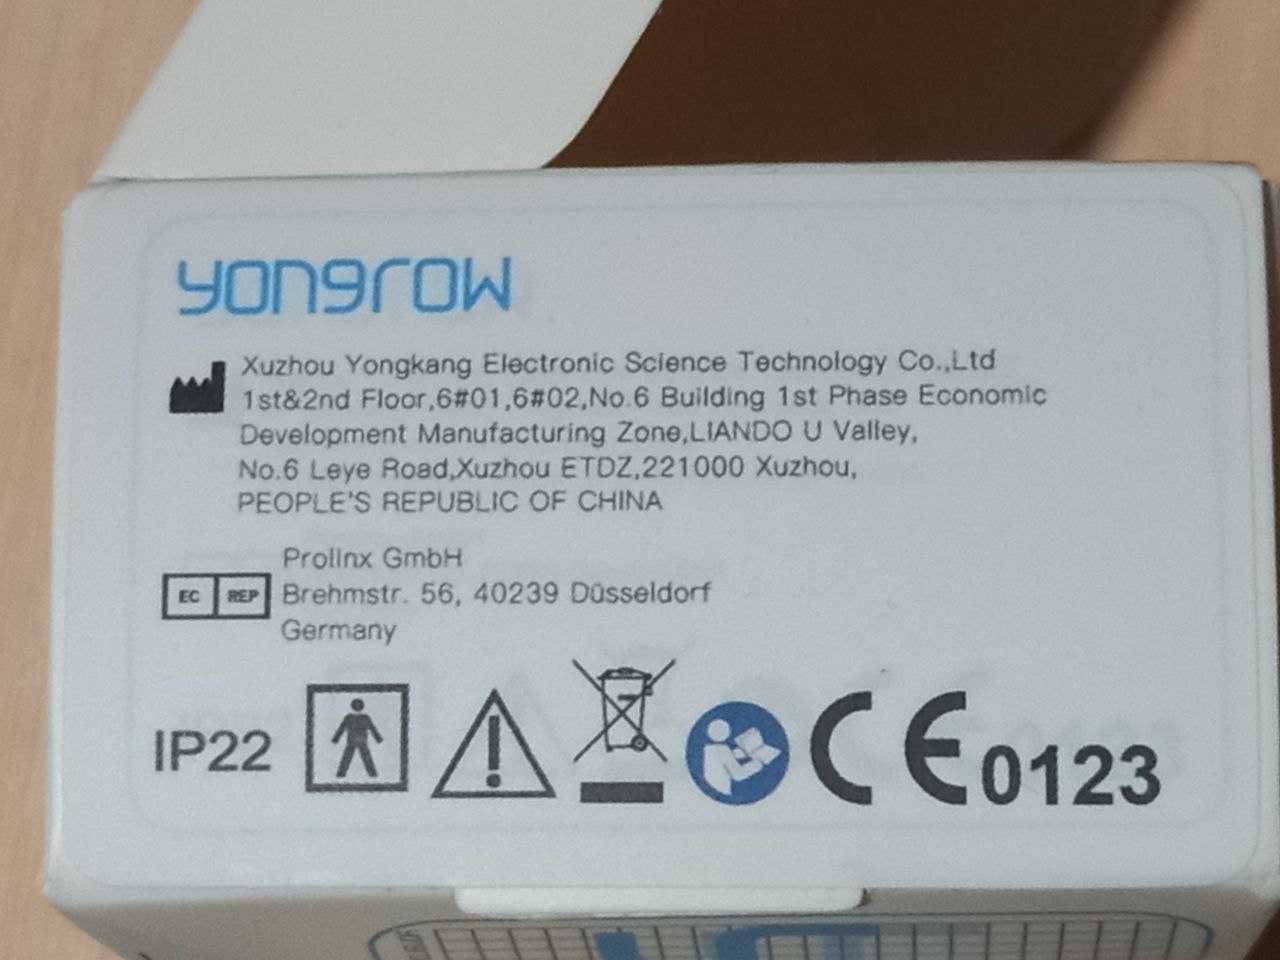 yongrow
Xuzhou Yongkang Electronic Science Technology Co.,Ltd
1st&2nd Floor,6#01,6#02,No.6 Building 1st Phase Economic
Development Manufacturing Zone,LIANDO U Valley,
No.6 Leye Road,Xuzhou ETDZ,221000 Xuzhou,
PEOPLE'S REPUBLIC OF CHINA
Prolinx GmbH
EC REP Brehmstr. 56, 40239 Düsseldorf
Germany
IP22 CE 0123